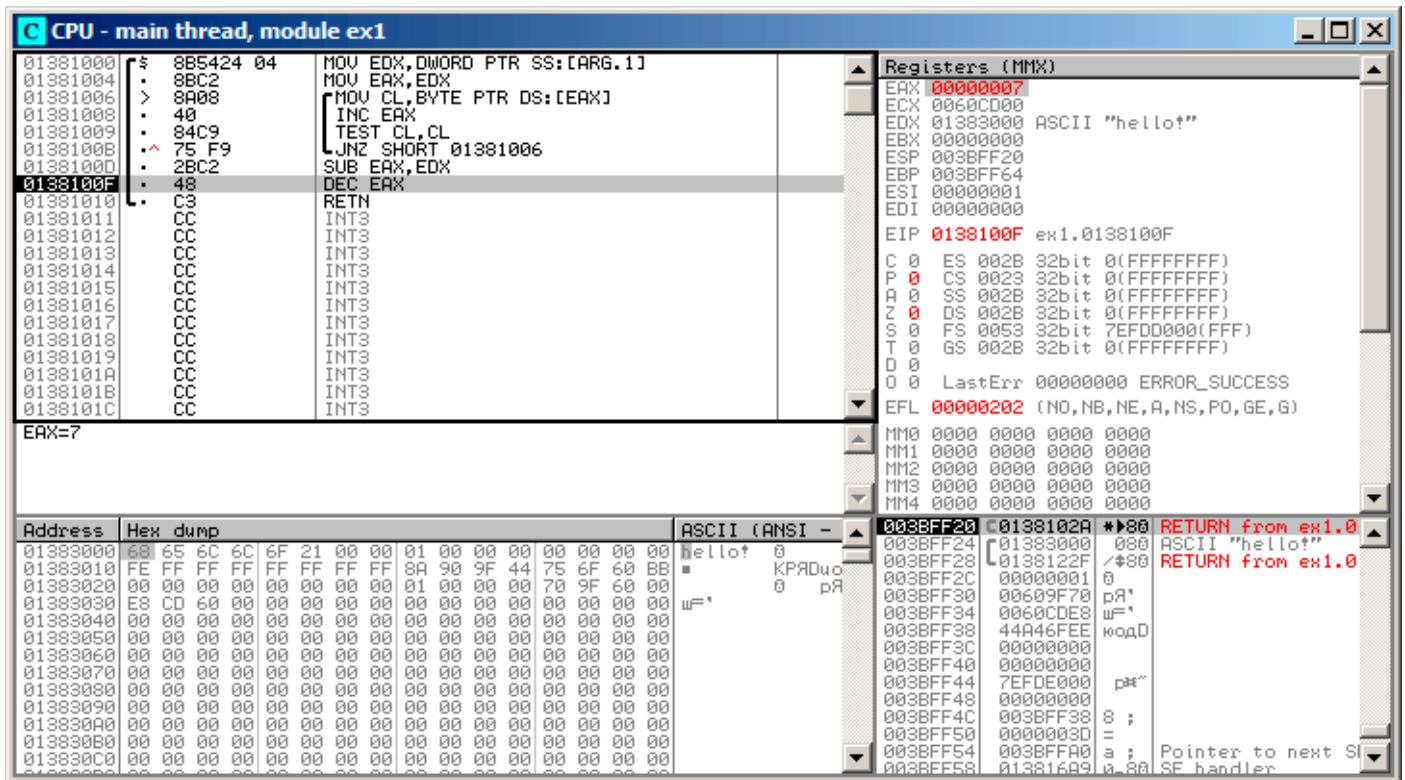 CPU - main thread, module ex1
01381000 $ 8B5424 04 MOV EDX,DWORD PTR SS:[ARG.1]
01381004 · 8BC2 MOV EAX,EDX
01381006 > 8A08 MOV CL,BYTE PTR DS:[EAX]
01381008 · 40 INC EAX
01381009 · 84C9 TEST CL,CL
0138100B ·^ 75 F9 JNZ SHORT 01381006
0138100D · 2BC2 SUB EAX,EDX
0138100F · 48 DEC EAX
01381010 · C3 RETN
01381011 CC INT3
01381012 CC INT3
01381013 CC INT3
01381014 CC INT3
01381015 CC INT3
01381016 CC INT3
01381017 CC INT3
01381018 CC INT3
01381019 CC INT3
0138101A CC INT3
0138101B CC INT3
0138101C CC INT3
EAX=7
Registers (MMX)
EAX 00000007
ECX 0060CD00
EDX 01383000 ASCII "hello!"
EBX 00000000
ESP 003BFF20
EBP 003BFF64
ESI 00000001
EDI 00000000
EIP 0138100F ex1.0138100F
C 0 ES 002B 32bit 0(FFFFFFFF)
P 0 CS 0023 32bit 0(FFFFFFFF)
A 0 SS 002B 32bit 0(FFFFFFFF)
Z 0 DS 002B 32bit 0(FFFFFFFF)
S 0 FS 0053 32bit 7EFDD000(FFF)
T 0 GS 002B 32bit 0(FFFFFFFF)
D 0
O 0 LastErr 00000000 ERROR_SUCCESS
EFL 00000202 (NO,NB,NE,A,NS,PO,GE,G)
MM0 0000 0000 0000 0000
MM1 0000 0000 0000 0000
MM2 0000 0000 0000 0000
MM3 0000 0000 0000 0000
MM4 0000 0000 0000 0000
Address Hex dump ASCII (ANSI -
01383000 68 65 6C 6C 6F 21 00 00 01 00 00 00 00 00 00 00 hello!
01383010 FE FF FF FF FF FF FF FF 8A 90 9F 44 75 6F 60 BB КРЯDuo
01383020 00 00 00 00 00 00 00 00 01 00 00 00 70 9F 60 00 pЯ
01383030 E8 CD 60 00 00 00 00 00 00 00 00 00 00 00 00 00 ш='
01383040 00 00 00 00 00 00 00 00 00 00 00 00 00 00 00 00
01383050 00 00 00 00 00 00 00 00 00 00 00 00 00 00 00 00
01383060 00 00 00 00 00 00 00 00 00 00 00 00 00 00 00 00
01383070 00 00 00 00 00 00 00 00 00 00 00 00 00 00 00 00
01383080 00 00 00 00 00 00 00 00 00 00 00 00 00 00 00 00
01383090 00 00 00 00 00 00 00 00 00 00 00 00 00 00 00 00
013830A0 00 00 00 00 00 00 00 00 00 00 00 00 00 00 00 00
013830B0 00 00 00 00 00 00 00 00 00 00 00 00 00 00 00 00
013830C0 00 00 00 00 00 00 00 00 00 00 00 00 00 00 00 00
003BFF20 0138102A RETURN from ex1.0
003BFF24 01383000 ASCII "hello!"
003BFF28 0138122F RETURN from ex1.0
003BFF2C 00000001
003BFF30 00609F70 pЯ'
003BFF34 0060CDE8 ш='
003BFF38 44A46FEE юодD
003BFF3C 00000000
003BFF40 00000000
003BFF44 7EFDE000
003BFF48 00000000
003BFF4C 003BFF38 8 ;
003BFF50 0000003D =
003BFF54 003BFFA0 a ; Pointer to next
003BFF58 013816A9 SE handler